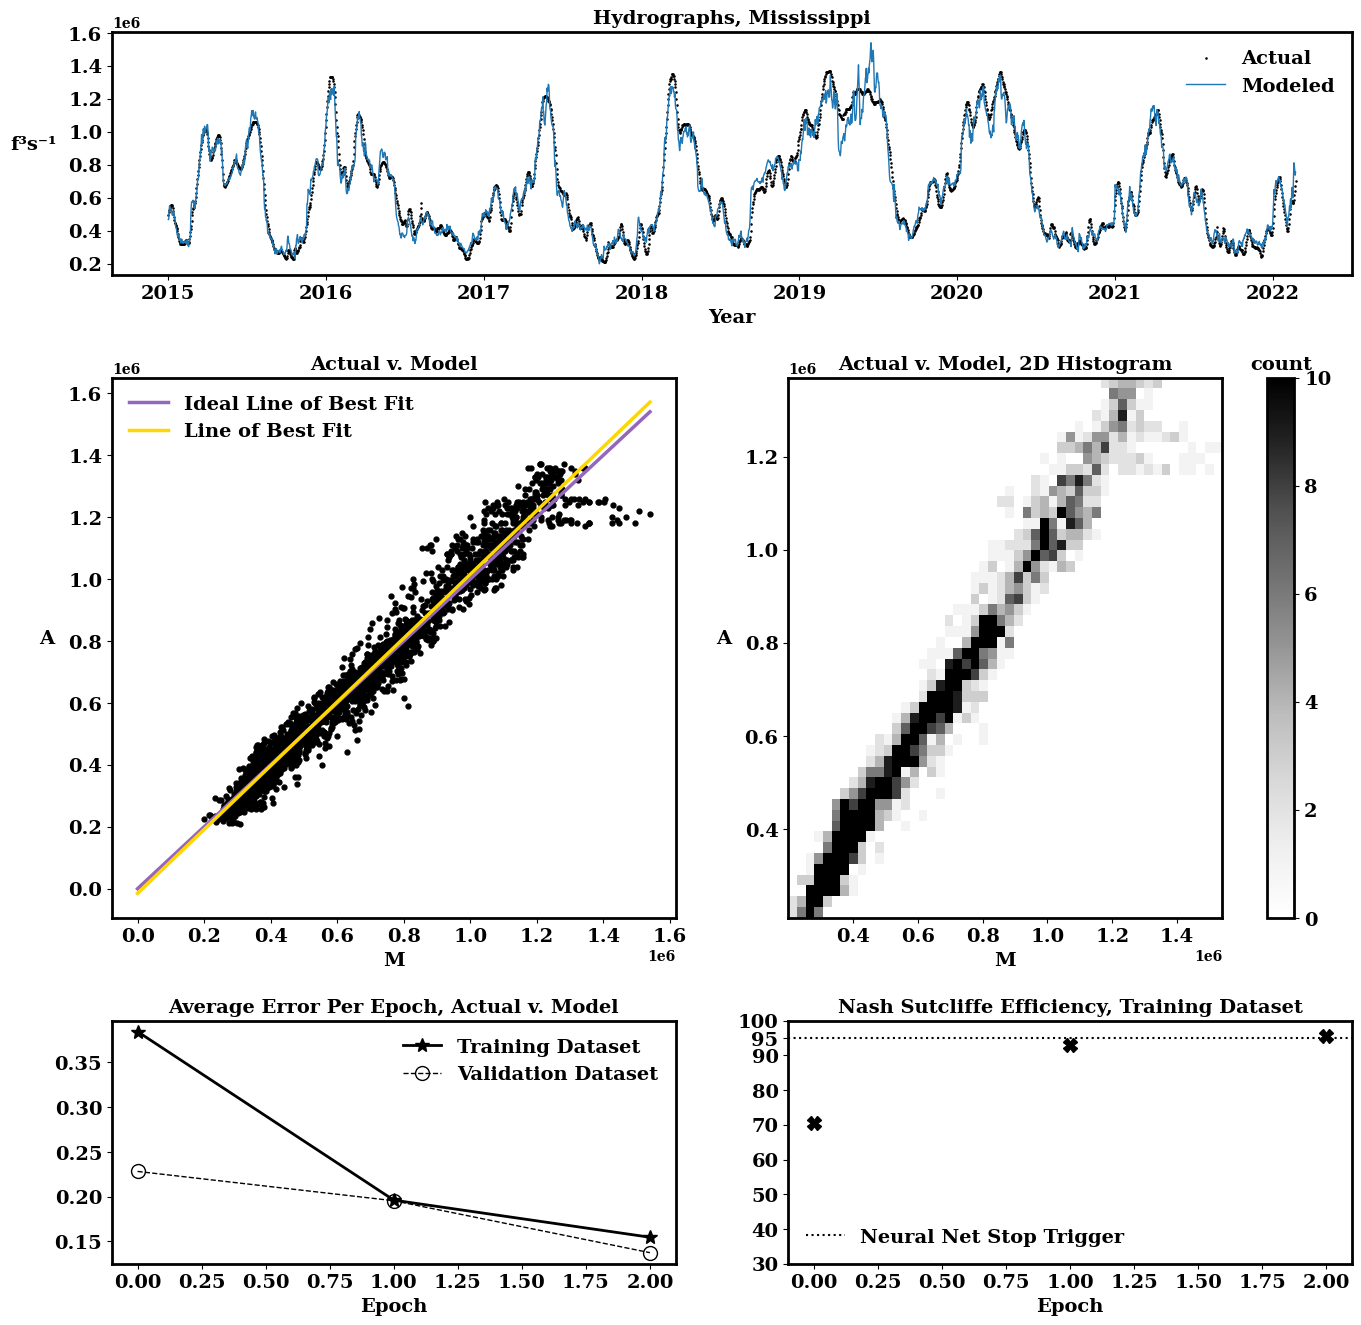 Hydrographs, Mississippi
1e6
1.6
1.4
1.2
1.0
0.8
0.6
0.4
0.2
f³s⁻¹
Actual
Modeled
2015 2016 2017 2018 2019 2020 2021 2022
Year
Actual v. Model
1e6
1.6
1.4
1.2
1.0
0.8
0.6
0.4
0.2
0.0
A
Ideal Line of Best Fit
Line of Best Fit
0.0 0.2 0.4 0.6 0.8 1.0 1.2 1.4 1.6
M
1e6
Actual v. Model, 2D Histogram
1e6
1.2
1.0
0.8
0.6
0.4
A
0.4 0.6 0.8 1.0 1.2 1.4
M
1e6
count
10
8
6
4
2
0
Average Error Per Epoch, Actual v. Model
0.35
0.30
0.25
0.20
0.15
Training Dataset
Validation Dataset
0.00 0.25 0.50 0.75 1.00 1.25 1.50 1.75 2.00
Epoch
Nash Sutcliffe Efficiency, Training Dataset
100
95
90
80
70
60
50
40
30
Neural Net Stop Trigger
0.00 0.25 0.50 0.75 1.00 1.25 1.50 1.75 2.00
Epoch